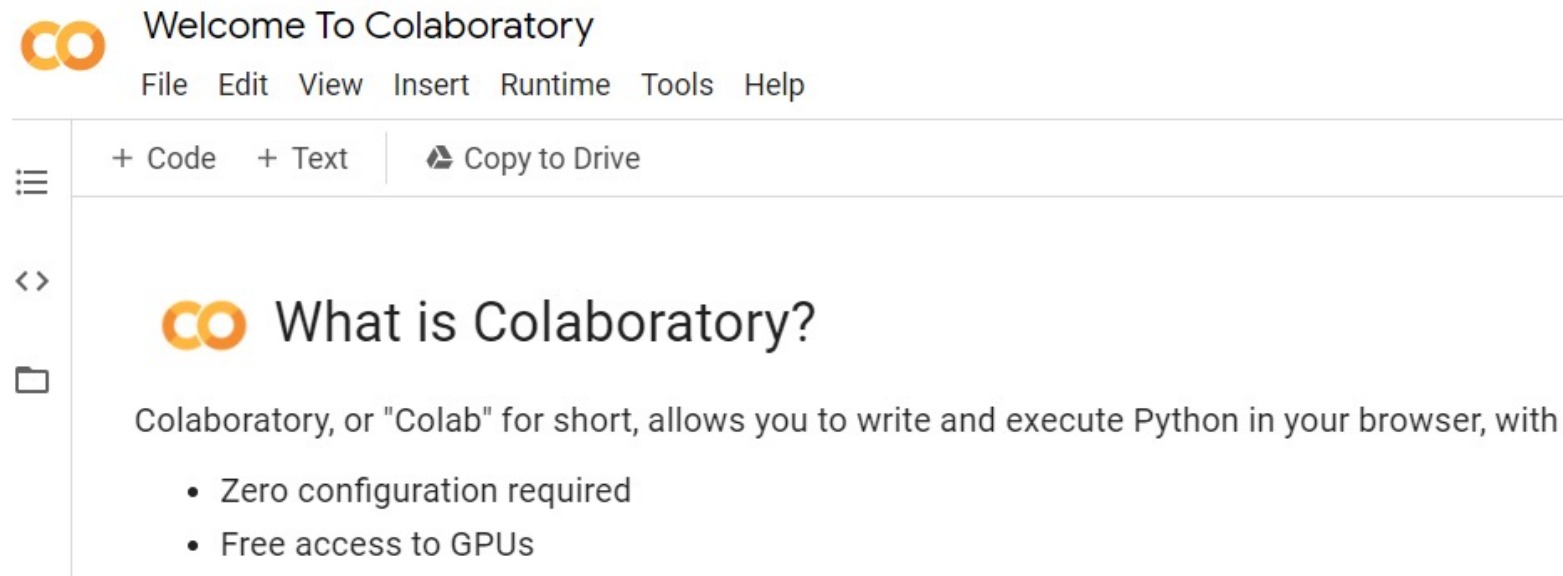 Welcome To Colaboratory
File Edit View Insert Runtime Tools Help
+ Code + Text Copy to Drive
CO What is Colaboratory?
Colaboratory, or "Colab" for short, allows you to write and execute Python in your browser, with
• Zero configuration required
• Free access to GPUs